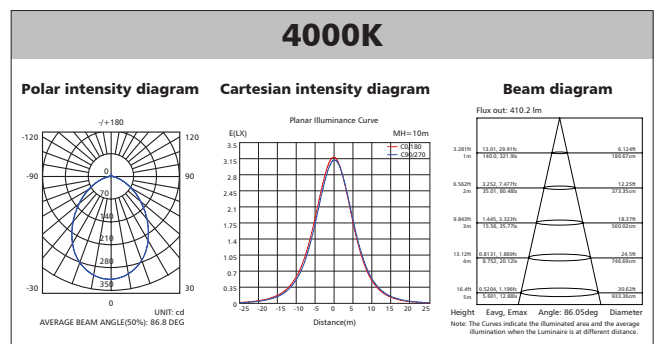 4000K
Polar intensity diagram
-/+180
-120
120
-90
90
0
70
140
210
280
350
-30
30
0
UNIT: cd
AVERAGE BEAM ANGLE(50%): 86.8 DEG
Cartesian intensity diagram
Planar Illuminance Curve
E(LX)
MH=10m
C0/180
C90/270
3.5
3.15
2.8
2.45
2.1
1.75
1.4
1.05
0.7
0.35
0
-25 -20 -15 -10 -5 0 5 10 15 20 25
Distance(m)
Beam diagram
Flux out: 410.2 lm
3.281ft 13.01, 29.91fc 6.124ft
1m 140.0, 321.9lx 186.67cm
6.562ft 3.252, 7.477fc 12.25ft
2m 35.01, 80.48lx 373.35cm
9.842ft 1.445, 3.323fc 18.37ft
3m 15.56, 35.77lx 560.02cm
13.12ft 0.8131, 1.869fc 24.5ft
4m 8.752, 20.12lx 746.69cm
16.4ft 0.5204, 1.196fc 30.62ft
5m 5.601, 12.88lx 933.36cm
Height Eavg, Emax Angle: 86.05deg Diameter
Note: The Curves indicate the illuminated area and the average
illumination when the Luminaire is at different distance.